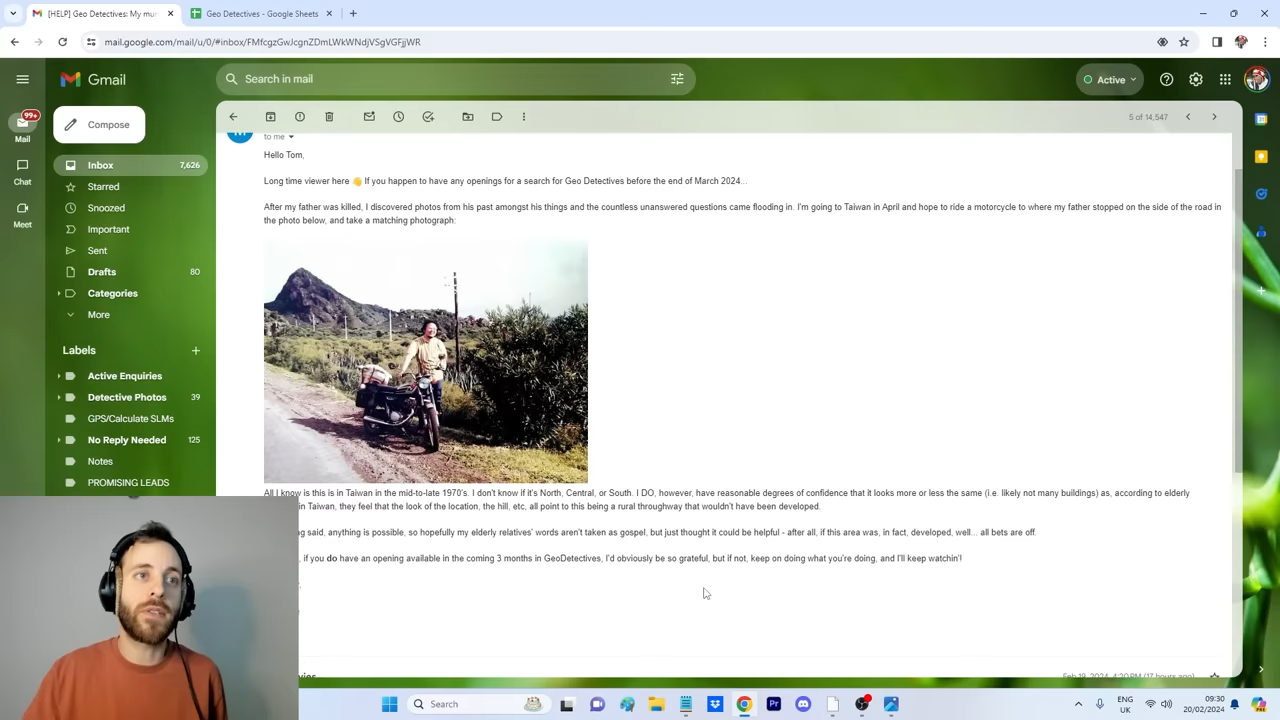 [HELP] Geo Detectives: My mur
Geo Detectives - Google Sheets
mail.google.com/mail/u/0/#inbox/FMfcgzGwJcgnZDmLWkWNdjVSgVGFjjWR
Gmail
Search in mail
Active
99+
Mail
Chat
Meet
Compose
Inbox 7,626
Starred
Snoozed
Important
Sent
Drafts 80
Categories
More
Labels
Active Enquiries
Detective Photos 39
GPS/Calculate SLMs
No Reply Needed 125
Notes
PROMISING LEADS
5 of 14,547
to me
Hello Tom,
Long time viewer here 👋 If you happen to have any openings for a search for Geo Detectives before the end of March 2024...
After my father was killed, I discovered photos from his past amongst his things and the countless unanswered questions came flooding in. I'm going to Taiwan in April and hope to ride a motorcycle to where my father stopped on the side of the road in
the photo below, and take a matching photograph:
All I know is this is in Taiwan in the mid-to-late 1970's. I don't know if it's North, Central, or South. I DO, however, have reasonable degrees of confidence that it looks more or less the same (i.e. likely not many buildings) as, according to elderly
in Taiwan, they feel that the look of the location, the hill, etc, all point to this being a rural throughway that wouldn't have been developed.
said, anything is possible, so hopefully my elderly relatives' words aren't taken as gospel, but just thought it could be helpful - after all, if this area was, in fact, developed, well... all bets are off.
if you do have an opening available in the coming 3 months in GeoDetectives, I'd obviously be so grateful, but if not, keep on doing what you're doing, and I'll keep watchin'!
Feb 19, 2024, 4:20 PM (17 hours ago)
Search
ENG
UK
09:30
20/02/2024